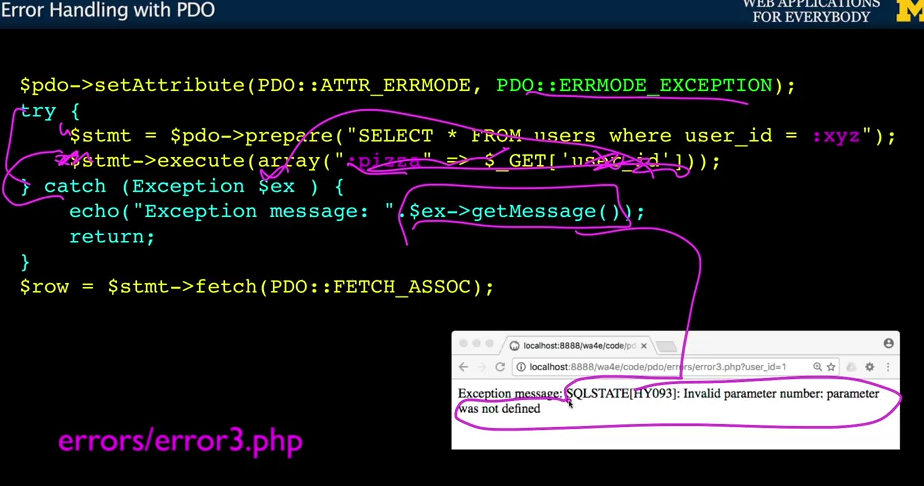 Error Handling with PDO
WEB APPLICATIONS
FOR EVERYBODY
$pdo->setAttribute(PDO::ATTR_ERRMODE, PDO::ERRMODE_EXCEPTION);
try {
$stmt = $pdo->prepare("SELECT * FROM users where user_id = :xyz");
$stmt->execute(array(":pizza" => $_GET['user_id']));
} catch (Exception $ex ) {
echo("Exception message: ".$ex->getMessage());
return;
}
$row = $stmt->fetch(PDO::FETCH_ASSOC);
localhost:8888/wa4e/code/pd
localhost:8888/wa4e/code/pdo/errors/error3.php?user_id=1
Exception message: SQLSTATE[HY093]: Invalid parameter number: parameter
was not defined
errors/error3.php